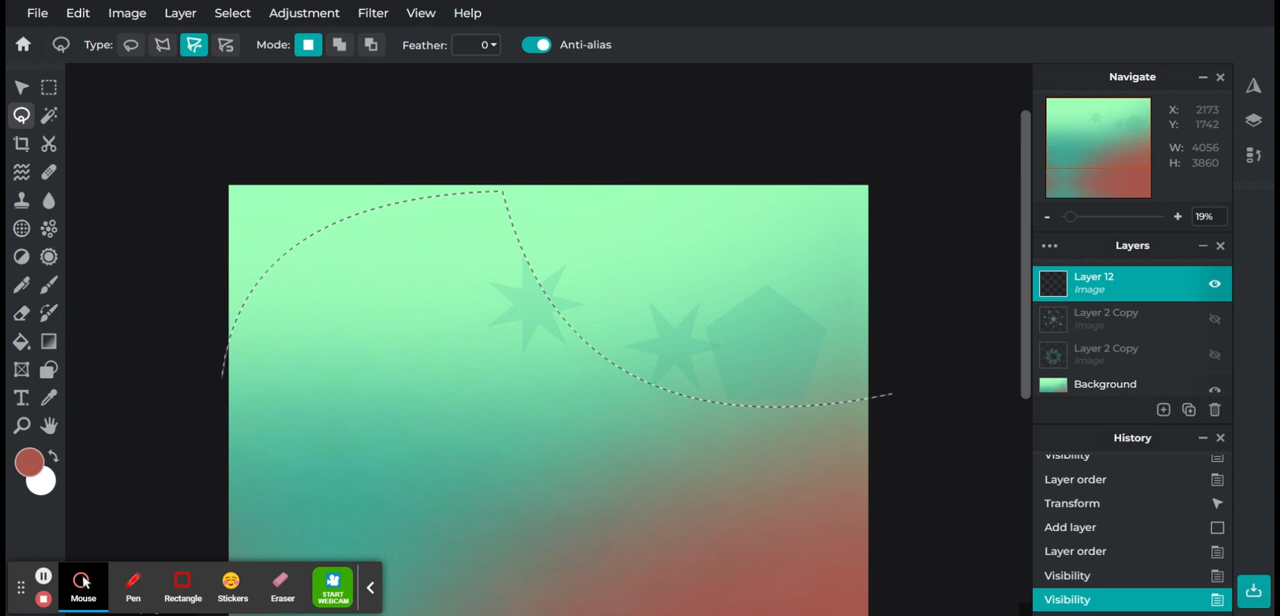 File Edit Image Layer Select Adjustment Filter View Help
Type: Mode: Feather: 0 Anti-alias
Navigate
X: 2173
Y: 1742
W: 4056
H: 3860
- + 19%
Layers
Layer 12
Image
Layer 2 Copy
Image
Layer 2 Copy
Image
Background
History
Visibility
Layer order
Transform
Add layer
Layer order
Visibility
Visibility
Mouse Pen Rectangle Stickers Eraser START WEBCAM